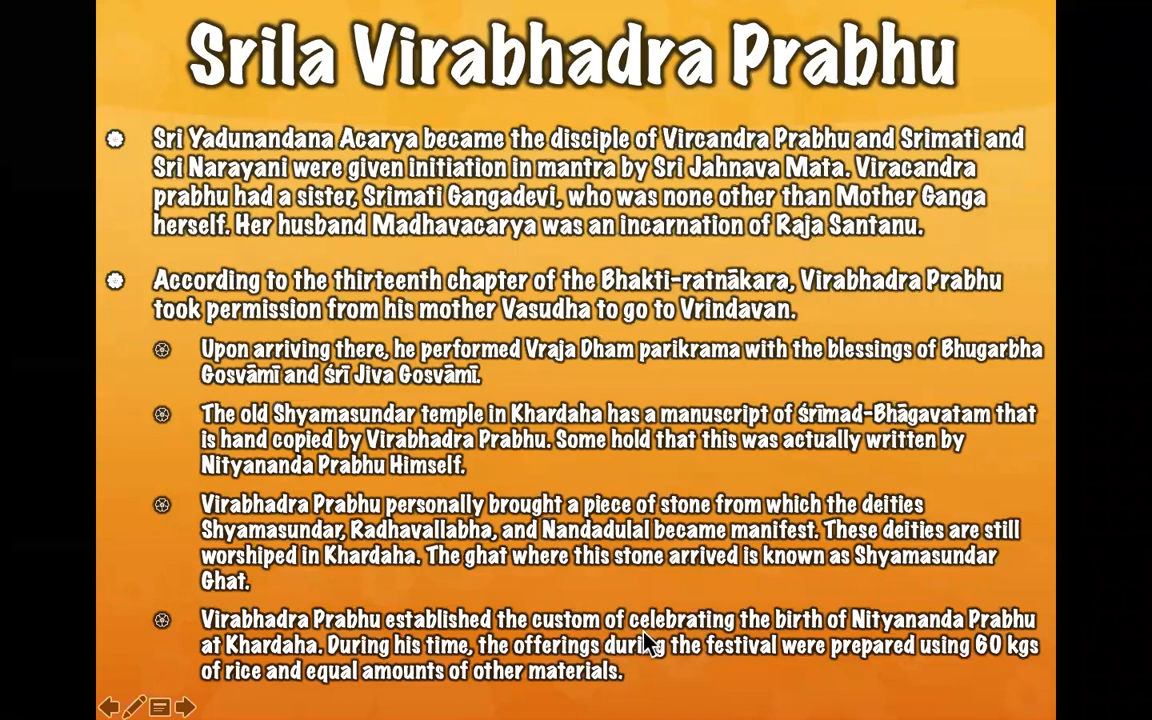 Srila Virabhadra Prabhu
Sri Yadunandana Acarya became the disciple of Vircandra Prabhu and Srimati and
Sri Narayani were given initiation in mantra by Sri Jahnava Mata. Viracandra
prabhu had a sister, Srimati Gangadevi, who was none other than Mother Ganga
herself. Her husband Madhavacarya was an incarnation of Raja Santanu.
According to the thirteenth chapter of the Bhakti-ratnākara, Virabhadra Prabhu
took permission from his mother Vasudha to go to Vrindavan.
Upon arriving there, he performed Vraja Dham parikrama with the blessings of Bhugarbha
Gosvāmī and śrī Jiva Gosvāmī.
The old Shyamasundar temple in Khardaha has a manuscript of śrīmad-Bhāgavatam that
is hand copied by Virabhadra Prabhu. Some hold that this was actually written by
Nityananda Prabhu Himself.
Virabhadra Prabhu personally brought a piece of stone from which the deities
Shyamasundar, Radhavallabha, and Nandadulal became manifest. These deities are still
worshiped in Khardaha. The ghat where this stone arrived is known as Shyamasundar
Ghat.
Virabhadra Prabhu established the custom of celebrating the birth of Nityananda Prabhu
at Khardaha. During his time, the offerings during the festival were prepared using 60 kgs
of rice and equal amounts of other materials.